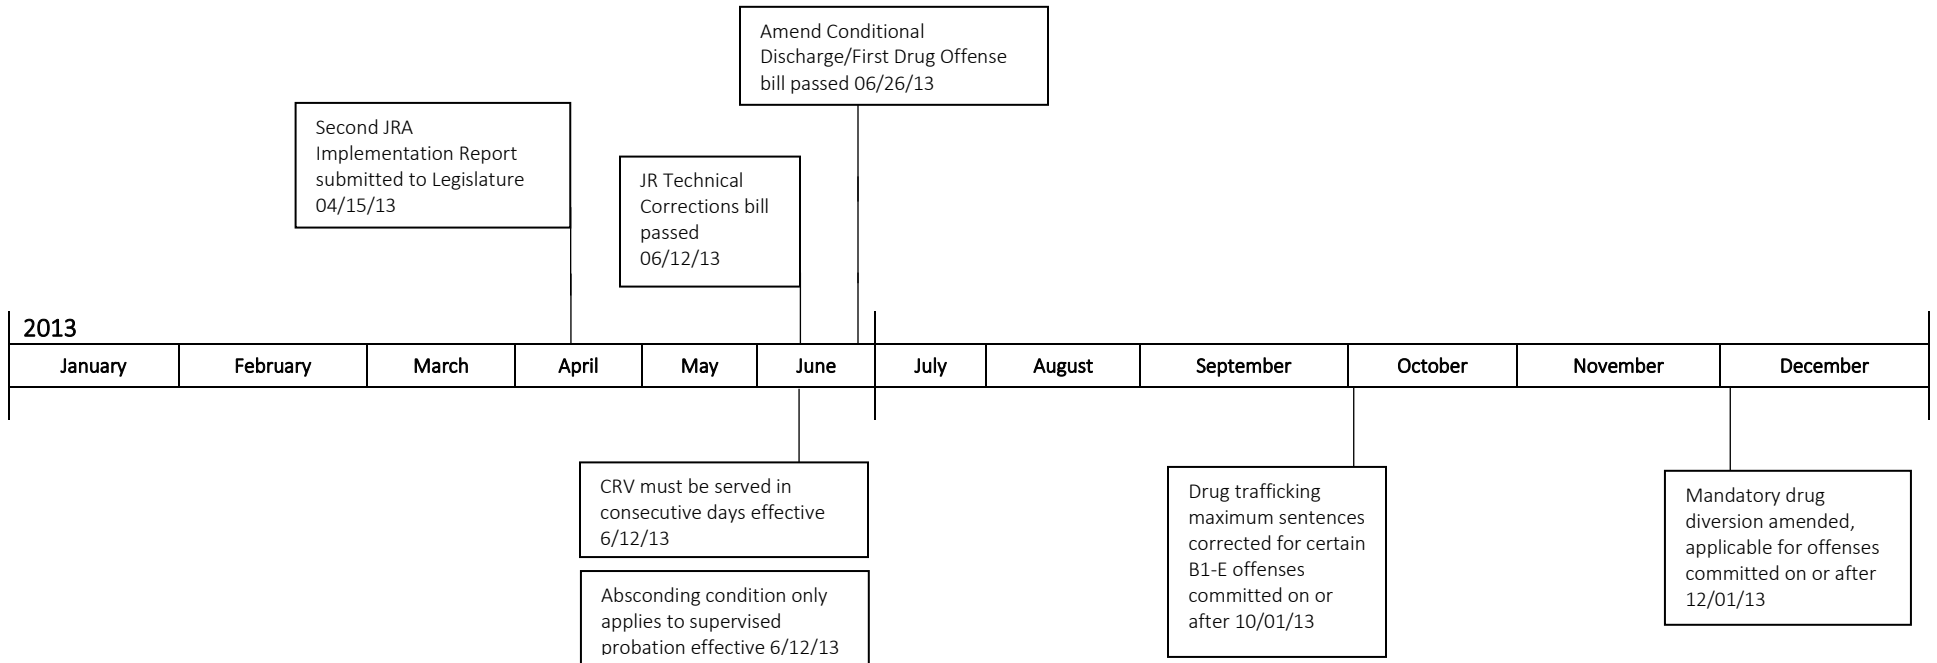 Amend Conditional
Discharge/First Drug Offense
bill passed 06/26/13
Second JRA
Implementation Report
submitted to Legislature
04/15/13
JR Technical
Corrections bill
passed
06/12/13
2013
January February March April May June July August September October November December
CRV must be served in
consecutive days effective
6/12/13
Absconding condition only
applies to supervised
probation effective 6/12/13
Drug trafficking
maximum sentences
corrected for certain
B1-E offenses
committed on or
after 10/01/13
Mandatory drug
diversion amended,
applicable for offenses
committed on or after
12/01/13